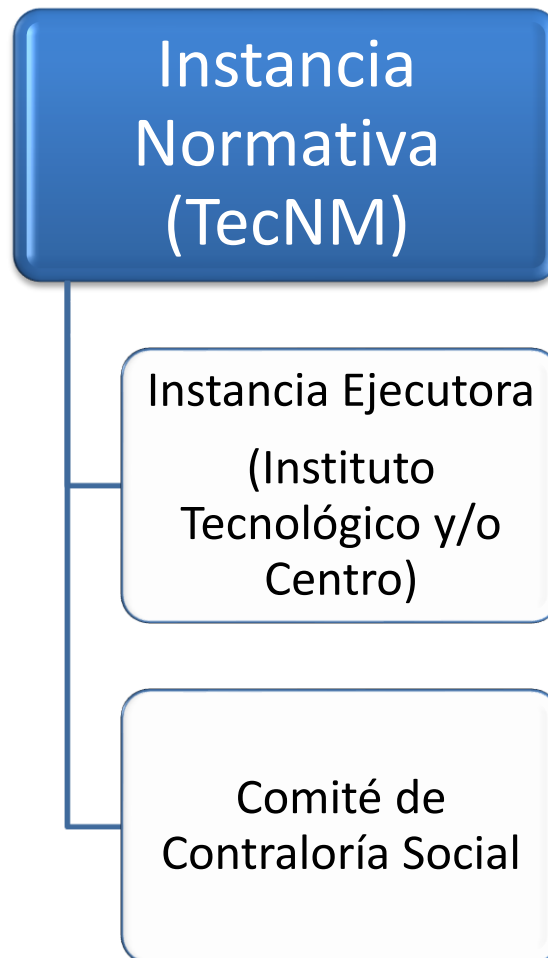 Instancia
Normativa
(TecNM)
Instancia Ejecutora
(Instituto
Tecnológico y/o
Centro)
Comité de
Contraloría Social